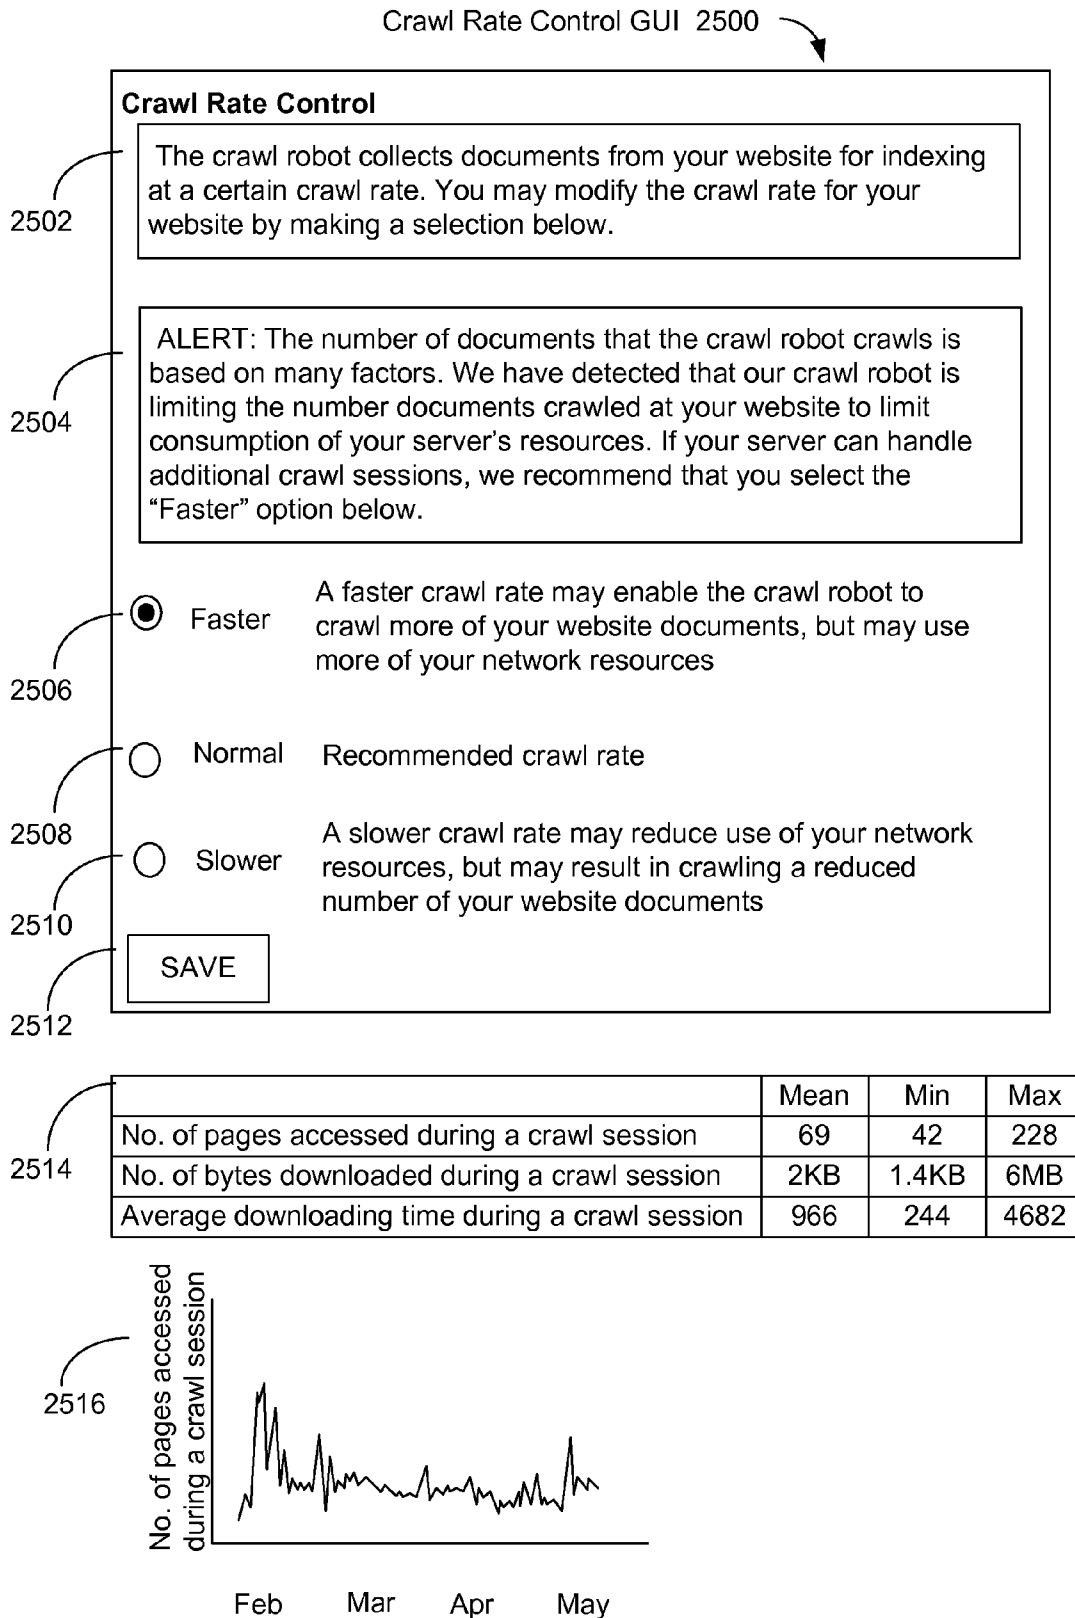 Crawl Rate Control GUI 2500
Crawl Rate Control
The crawl robot collects documents from your website for indexing
at a certain crawl rate. You may modify the crawl rate for your
website by making a selection below.
2502
ALERT: The number of documents that the crawl robot crawls is
based on many factors. We have detected that our crawl robot is
limiting the number documents crawled at your website to limit
consumption of your server's resources. If your server can handle
additional crawl sessions, we recommend that you select the
“Faster” option below.
2504
Faster
A faster crawl rate may enable the crawl robot to
crawl more of your website documents, but may use
more of your network resources
2506
Normal Recommended crawl rate
2508
Slower
A slower crawl rate may reduce use of your network
resources, but may result in crawling a reduced
number of your website documents
2510
SAVE
2512
Mean Min Max
No. of pages accessed during a crawl session 69 42 228
No. of bytes downloaded during a crawl session 2KB 1.4KB 6MB
Average downloading time during a crawl session 966 244 4682
2514
No. of pages accessed
during a crawl session
2516
Feb Mar Apr May